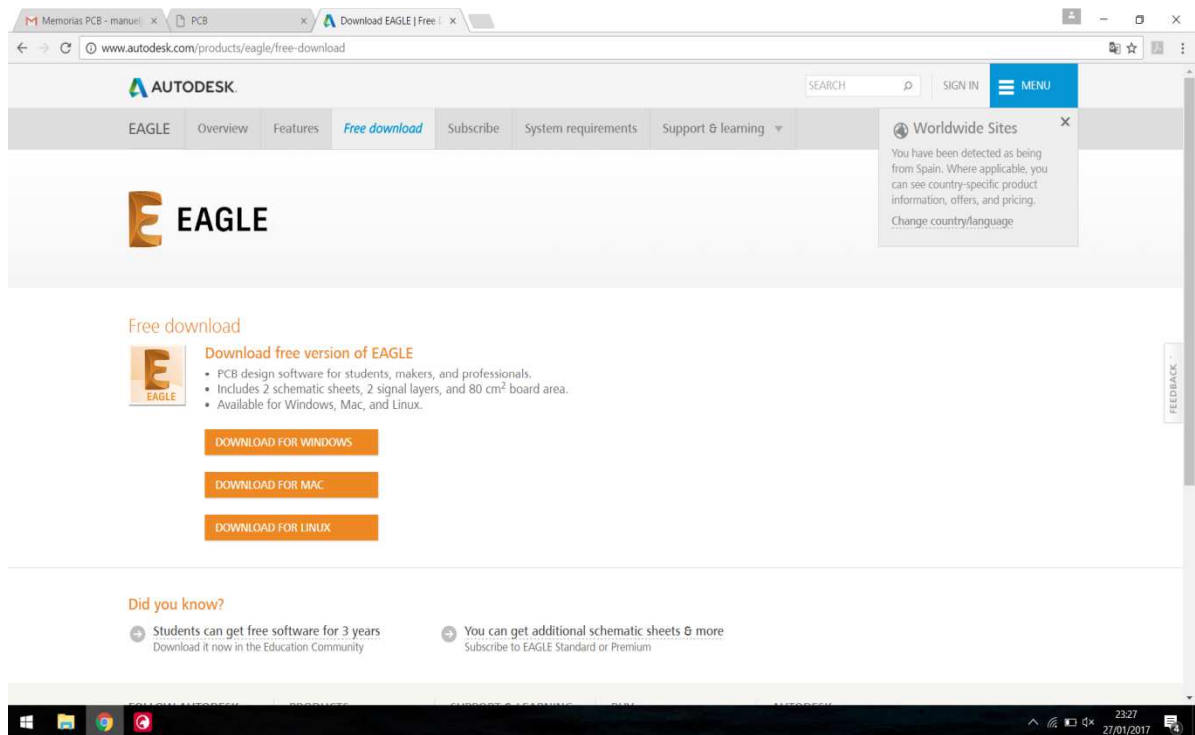 Memorias PCB - manuel
PCB
Download EAGLE | Free
www.autodesk.com/products/eagle/free-download
AUTODESK.
SEARCH
SIGN IN
MENU
EAGLE
Overview
Features
Free download
Subscribe
System requirements
Support & learning
Worldwide Sites
You have been detected as being
from Spain. Where applicable, you
can see country-specific product
information, offers, and pricing.
Change country/language
EAGLE
Free download
EAGLE
Download free version of EAGLE
• PCB design software for students, makers, and professionals.
• Includes 2 schematic sheets, 2 signal layers, and 80 cm² board area.
• Available for Windows, Mac, and Linux.
DOWNLOAD FOR WINDOWS
DOWNLOAD FOR MAC
DOWNLOAD FOR LINUX
FEEDBACK
Did you know?
Students can get free software for 3 years
Download it now in the Education Community
You can get additional schematic sheets & more
Subscribe to EAGLE Standard or Premium
23:27
27/01/2017